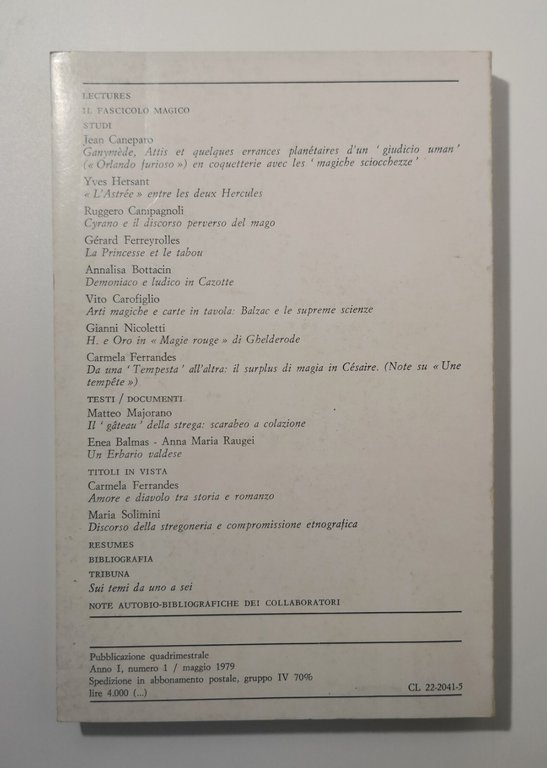 LECTURES
IL FASCICOLO MAGICO
STUDI
Jean Caneparo
Ganymède, Attis et quelques errances planétaires d'un 'giudicio uman'
(« Orlando furioso ») en coquetterie avec les 'magiche sciocchezze'
Yves Hersant
« L'Astrée » entre les deux Hercules
Ruggero Campagnoli
Cyrano e il discorso perverso del mago
Gérard Ferreyrolles
La Princesse et le tabou
Annalisa Bottacin
Demoniaco e ludico in Cazotte
Vito Carofiglio
Arti magiche e carte in tavola: Balzac e le supreme scienze
Gianni Nicoletti
H. e Oro in « Magie rouge » di Ghelderode
Carmela Ferrandes
Da una 'Tempesta' all'altra: il surplus di magia in Césaire. (Note su « Une
tempête »)
TESTI / DOCUMENTI
Matteo Majorano
Il 'gâteau' della strega: scarabeo a colazione
Enea Balmas - Anna Maria Raugei
Un Erbario valdese
TITOLI IN VISTA
Carmela Ferrandes
Amore e diavolo tra storia e romanzo
Maria Solimini
Discorso della stregoneria e compromissione etnografica
RESUMES
BIBLIOGRAFIA
TRIBUNA
Sui temi da uno a sei
NOTE AUTOBIO-BIBLIOGRAFICHE DEI COLLABORATORI
Pubblicazione quadrimestrale
Anno I, numero 1 / maggio 1979
Spedizione in abbonamento postale, gruppo IV 70%
lire 4.000 (...)
CL 22-2041-5